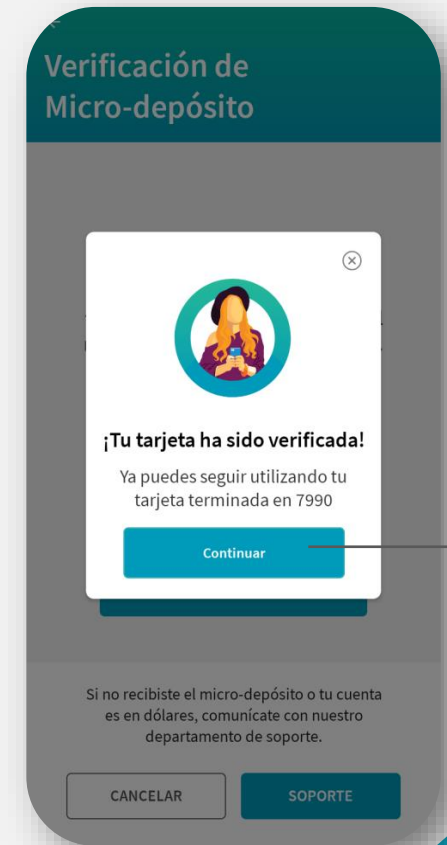 Verificación de
Micro-depósito
¡Tu tarjeta ha sido verificada!
Ya puedes seguir utilizando tu
tarjeta terminada en 7990
Continuar
Si no recibiste el micro-depósito o tu cuenta
es en dólares, comunícate con nuestro
departamento de soporte.
CANCELAR
SOPORTE